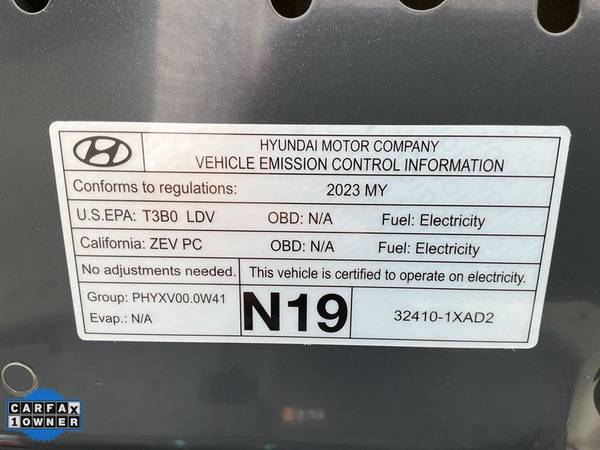 HYUNDAI MOTOR COMPANY
VEHICLE EMISSION CONTROL INFORMATION
Conforms to regulations: 2023 MY
U.S.EPA: T3B0 LDV OBD: N/A Fuel: Electricity
California: ZEV PC OBD: N/A Fuel: Electricity
No adjustments needed. This vehicle is certified to operate on electricity.
Group: PHYXV00.0W41
Evap.: N/A
N19
32410-1XAD2
CARFAX
1 OWNER